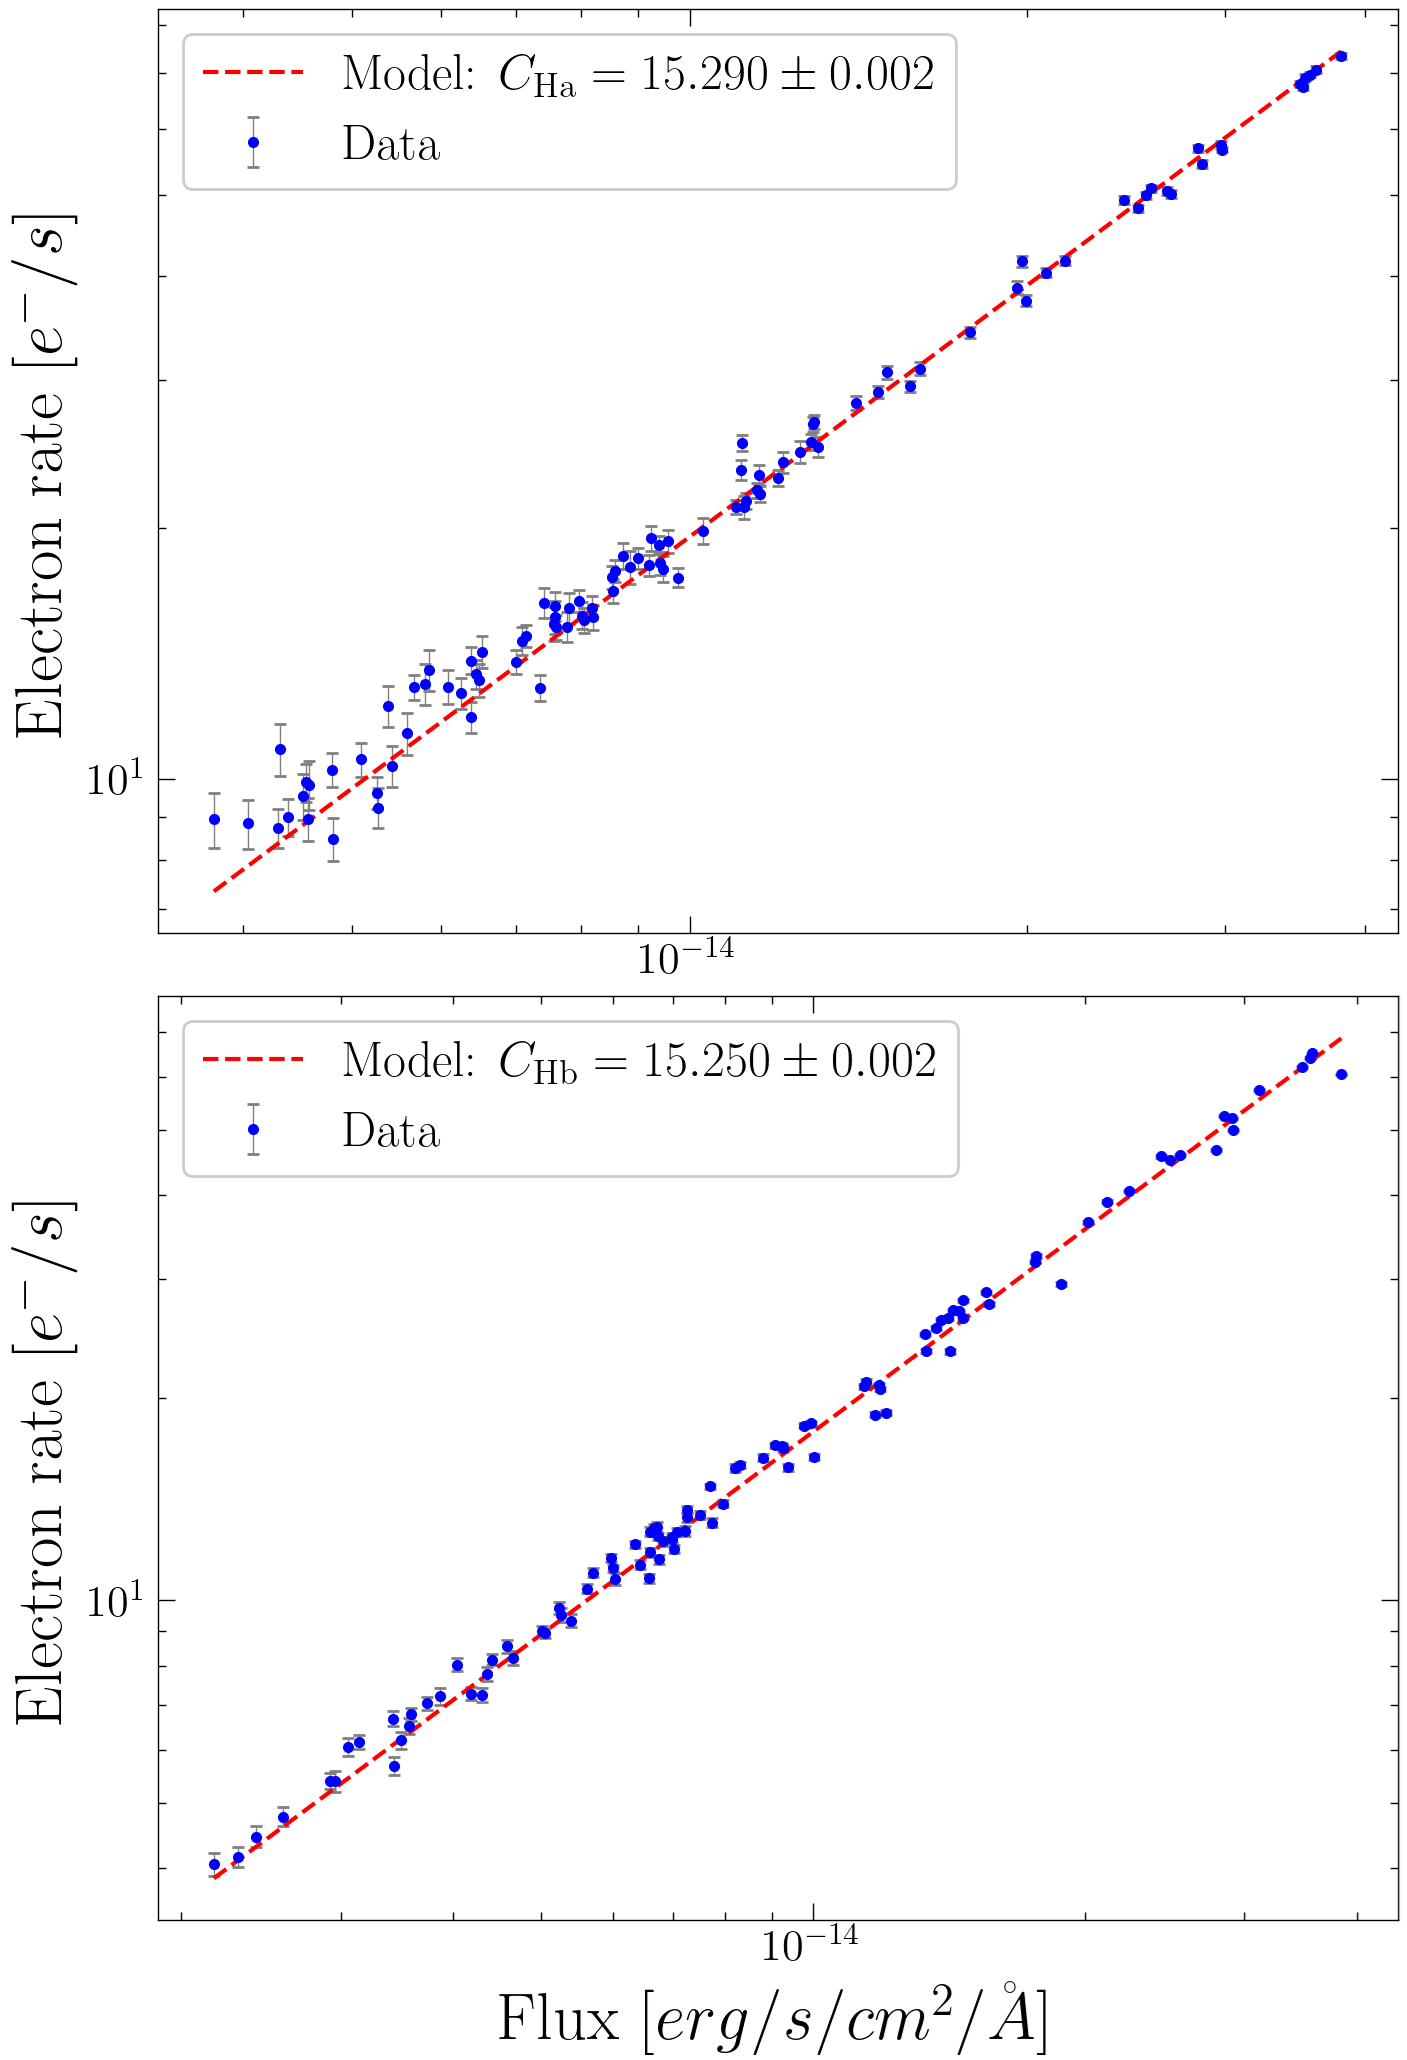 Model: C_Ha = 15.290 ± 0.002
Data
Electron rate [e⁻/s]
10¹
10⁻¹⁴
Model: C_Hb = 15.250 ± 0.002
Data
Electron rate [e⁻/s]
10¹
10⁻¹⁴
Flux [erg/s/cm²/Å]